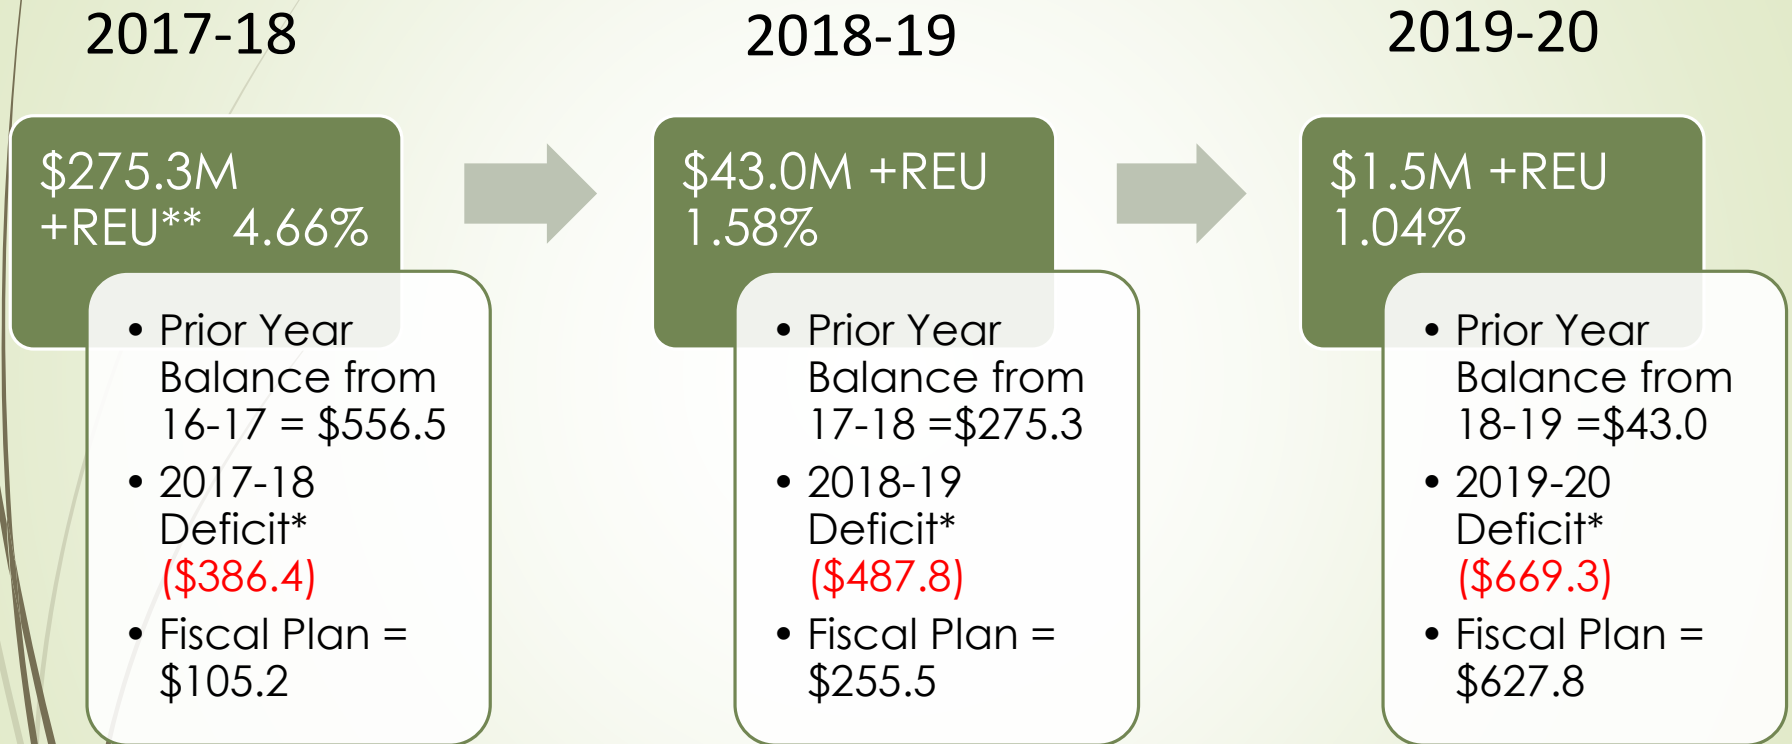 2017-18
$275.3M
+REU** 4.66%
• Prior Year
Balance from
16-17 = $556.5
• 2017-18
Deficit*
($386.4)
• Fiscal Plan =
$105.2
2018-19
$43.0M +REU
1.58%
• Prior Year
Balance from
17-18 =$275.3
• 2018-19
Deficit*
($487.8)
• Fiscal Plan =
$255.5
2019-20
$1.5M +REU
1.04%
• Prior Year
Balance from
18-19 =$43.0
• 2019-20
Deficit*
($669.3)
• Fiscal Plan =
$627.8